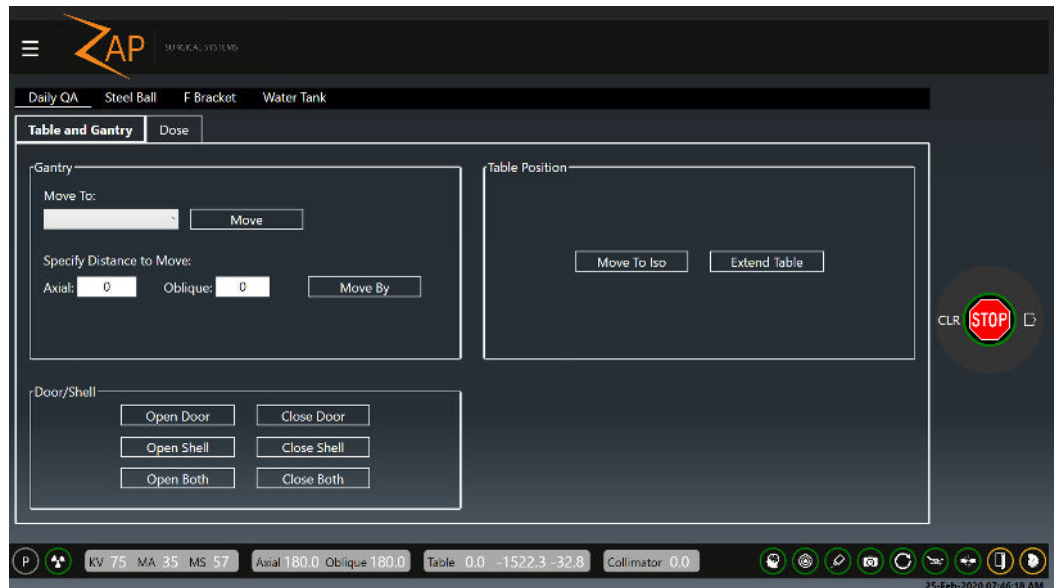 ZAP SURGICAL SYSTEMS
Daily QA Steel Ball F Bracket Water Tank
Table and Gantry Dose
Gantry
Move To:
Move
Specify Distance to Move:
Axial: 0 Oblique: 0 Move By
Table Position
Move To Iso Extend Table
Door/Shell
Open Door Close Door
Open Shell Close Shell
Open Both Close Both
CLR STOP
P KV 75 MA 35 MS 57 Axial 180.0 Oblique 180.0 Table 0.0 -1522.3 -32.8 Collimator 0.0
25-Feb-2020 07:46:18 AM